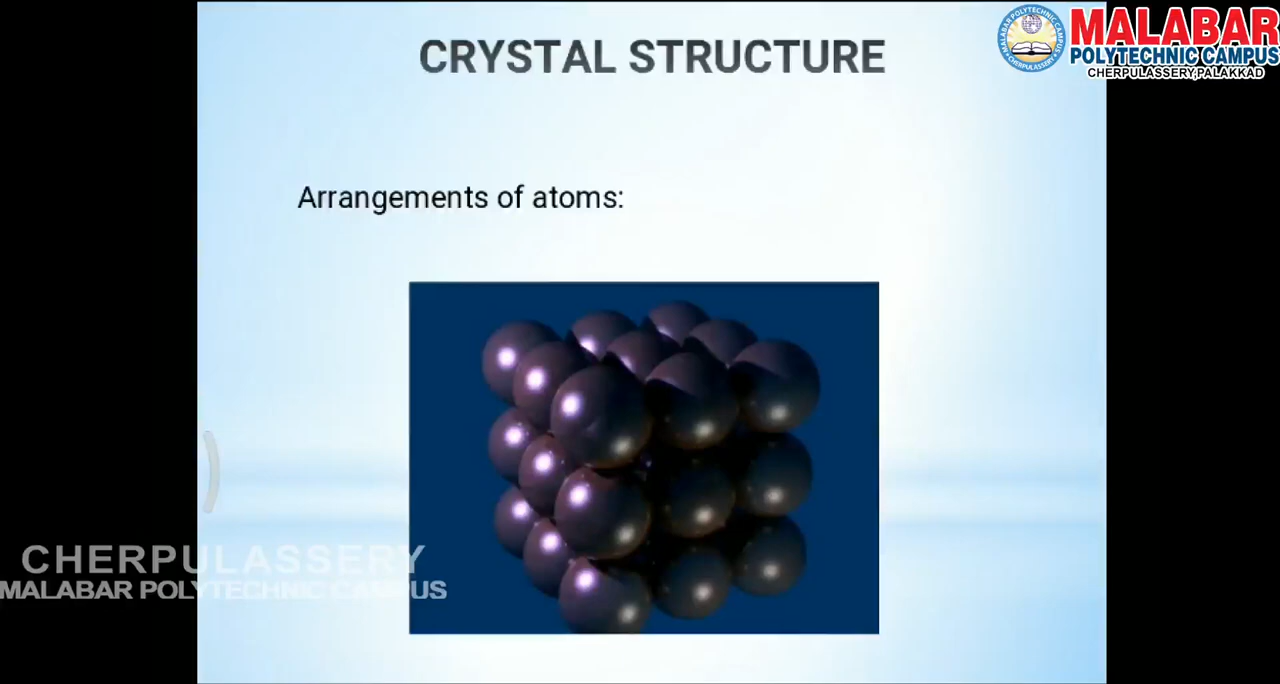 CRYSTAL STRUCTURE
MALABAR
POLYTECHNIC CAMPUS
CHERPULASSERY,PALAKKAD
Arrangements of atoms:
CHERPULASSERY
MALABAR POLYTECHNIC CAMPUS